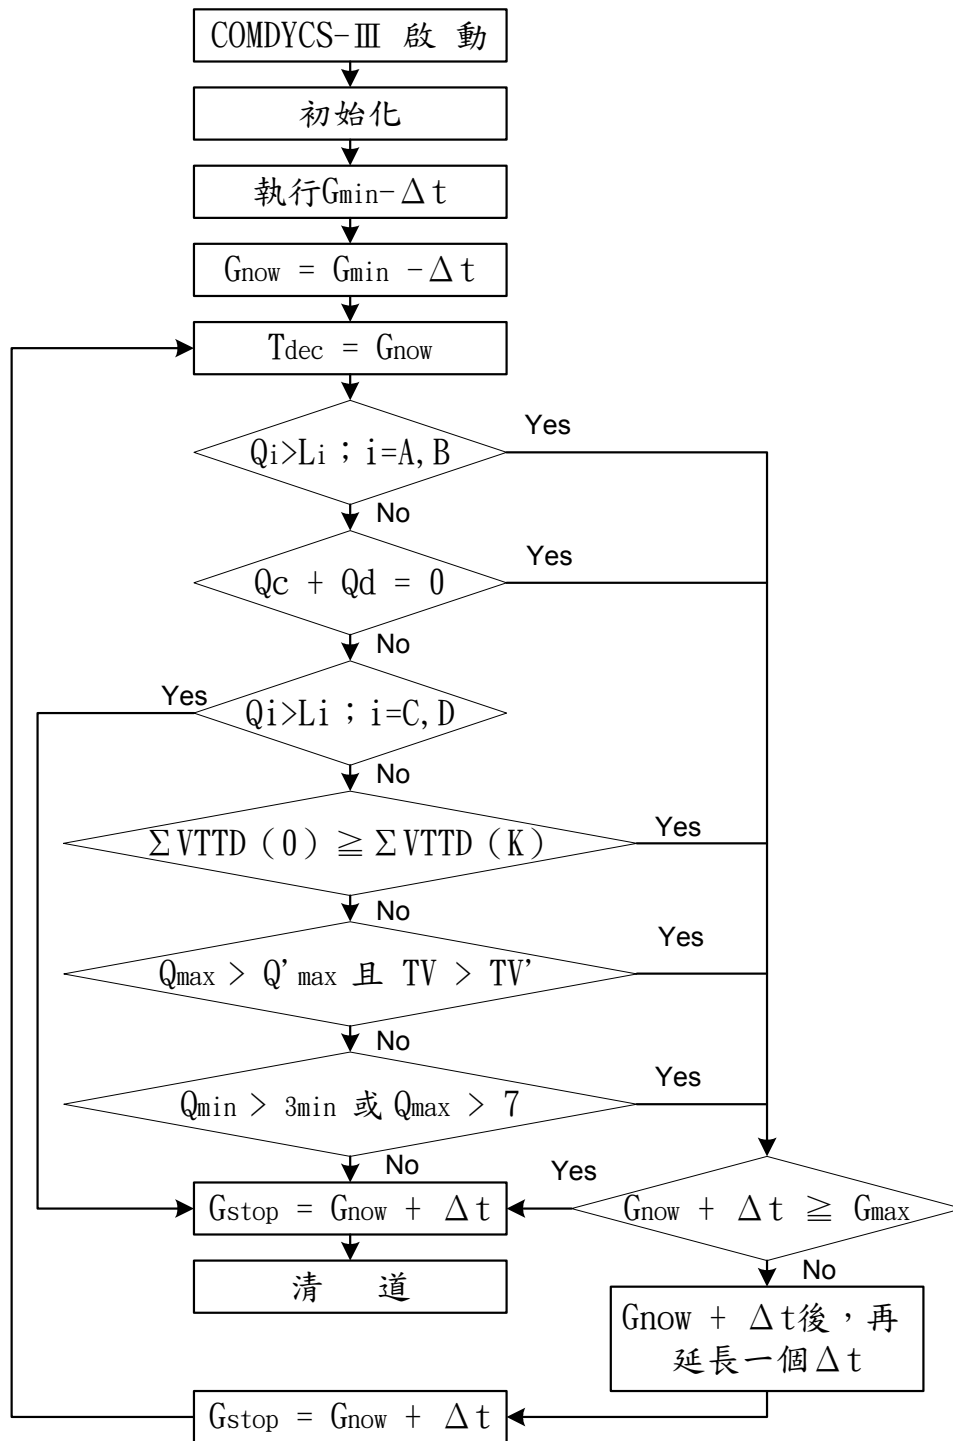 COMDYCS-Ⅲ 啟 動
初始化
執行Gmin-Δt
Gnow = Gmin -Δt
Tdec = Gnow
Qi>Li；i=A,B
Yes
No
Qc + Qd = 0
Yes
No
Yes
Qi>Li；i=C,D
No
ΣVTTD (0) ≧ ΣVTTD (K)
Yes
No
Qmax > Q’max 且 TV > TV'
Yes
No
Qmin > 3min 或 Qmax > 7
Yes
No
Gstop = Gnow + Δt
Yes
Gnow + Δt ≧ Gmax
No
清 道
Gnow + Δt後，再
延長一個Δt
Gstop = Gnow + Δt